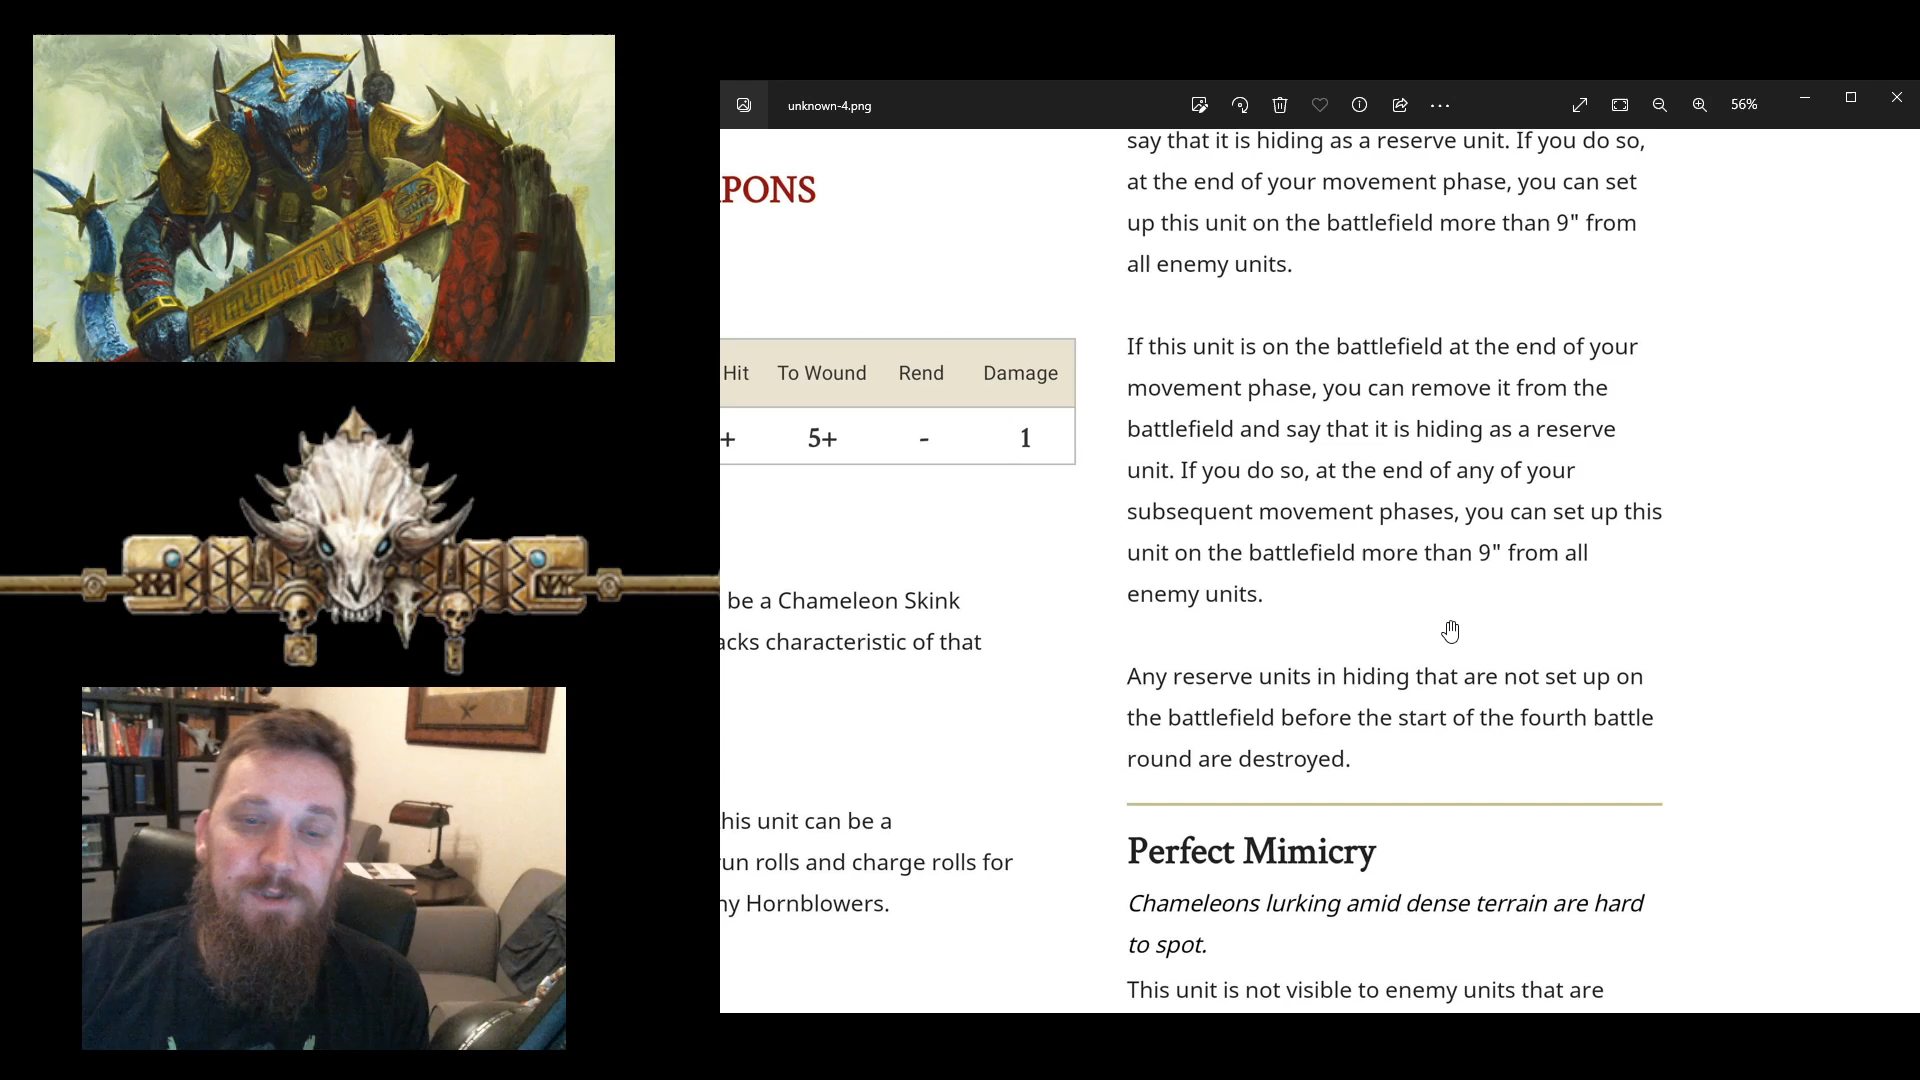 unknown-4.png
56%
PONS
Hit To Wound Rend Damage
+ 5+ - 1
be a Chameleon Skink
acks characteristic of that
his unit can be a
run rolls and charge rolls for
ny Hornblowers.
say that it is hiding as a reserve unit. If you do so,
at the end of your movement phase, you can set
up this unit on the battlefield more than 9" from
all enemy units.
If this unit is on the battlefield at the end of your
movement phase, you can remove it from the
battlefield and say that it is hiding as a reserve
unit. If you do so, at the end of any of your
subsequent movement phases, you can set up this
unit on the battlefield more than 9" from all
enemy units.
Any reserve units in hiding that are not set up on
the battlefield before the start of the fourth battle
round are destroyed.
Perfect Mimicry
Chameleons lurking amid dense terrain are hard
to spot.
This unit is not visible to enemy units that are